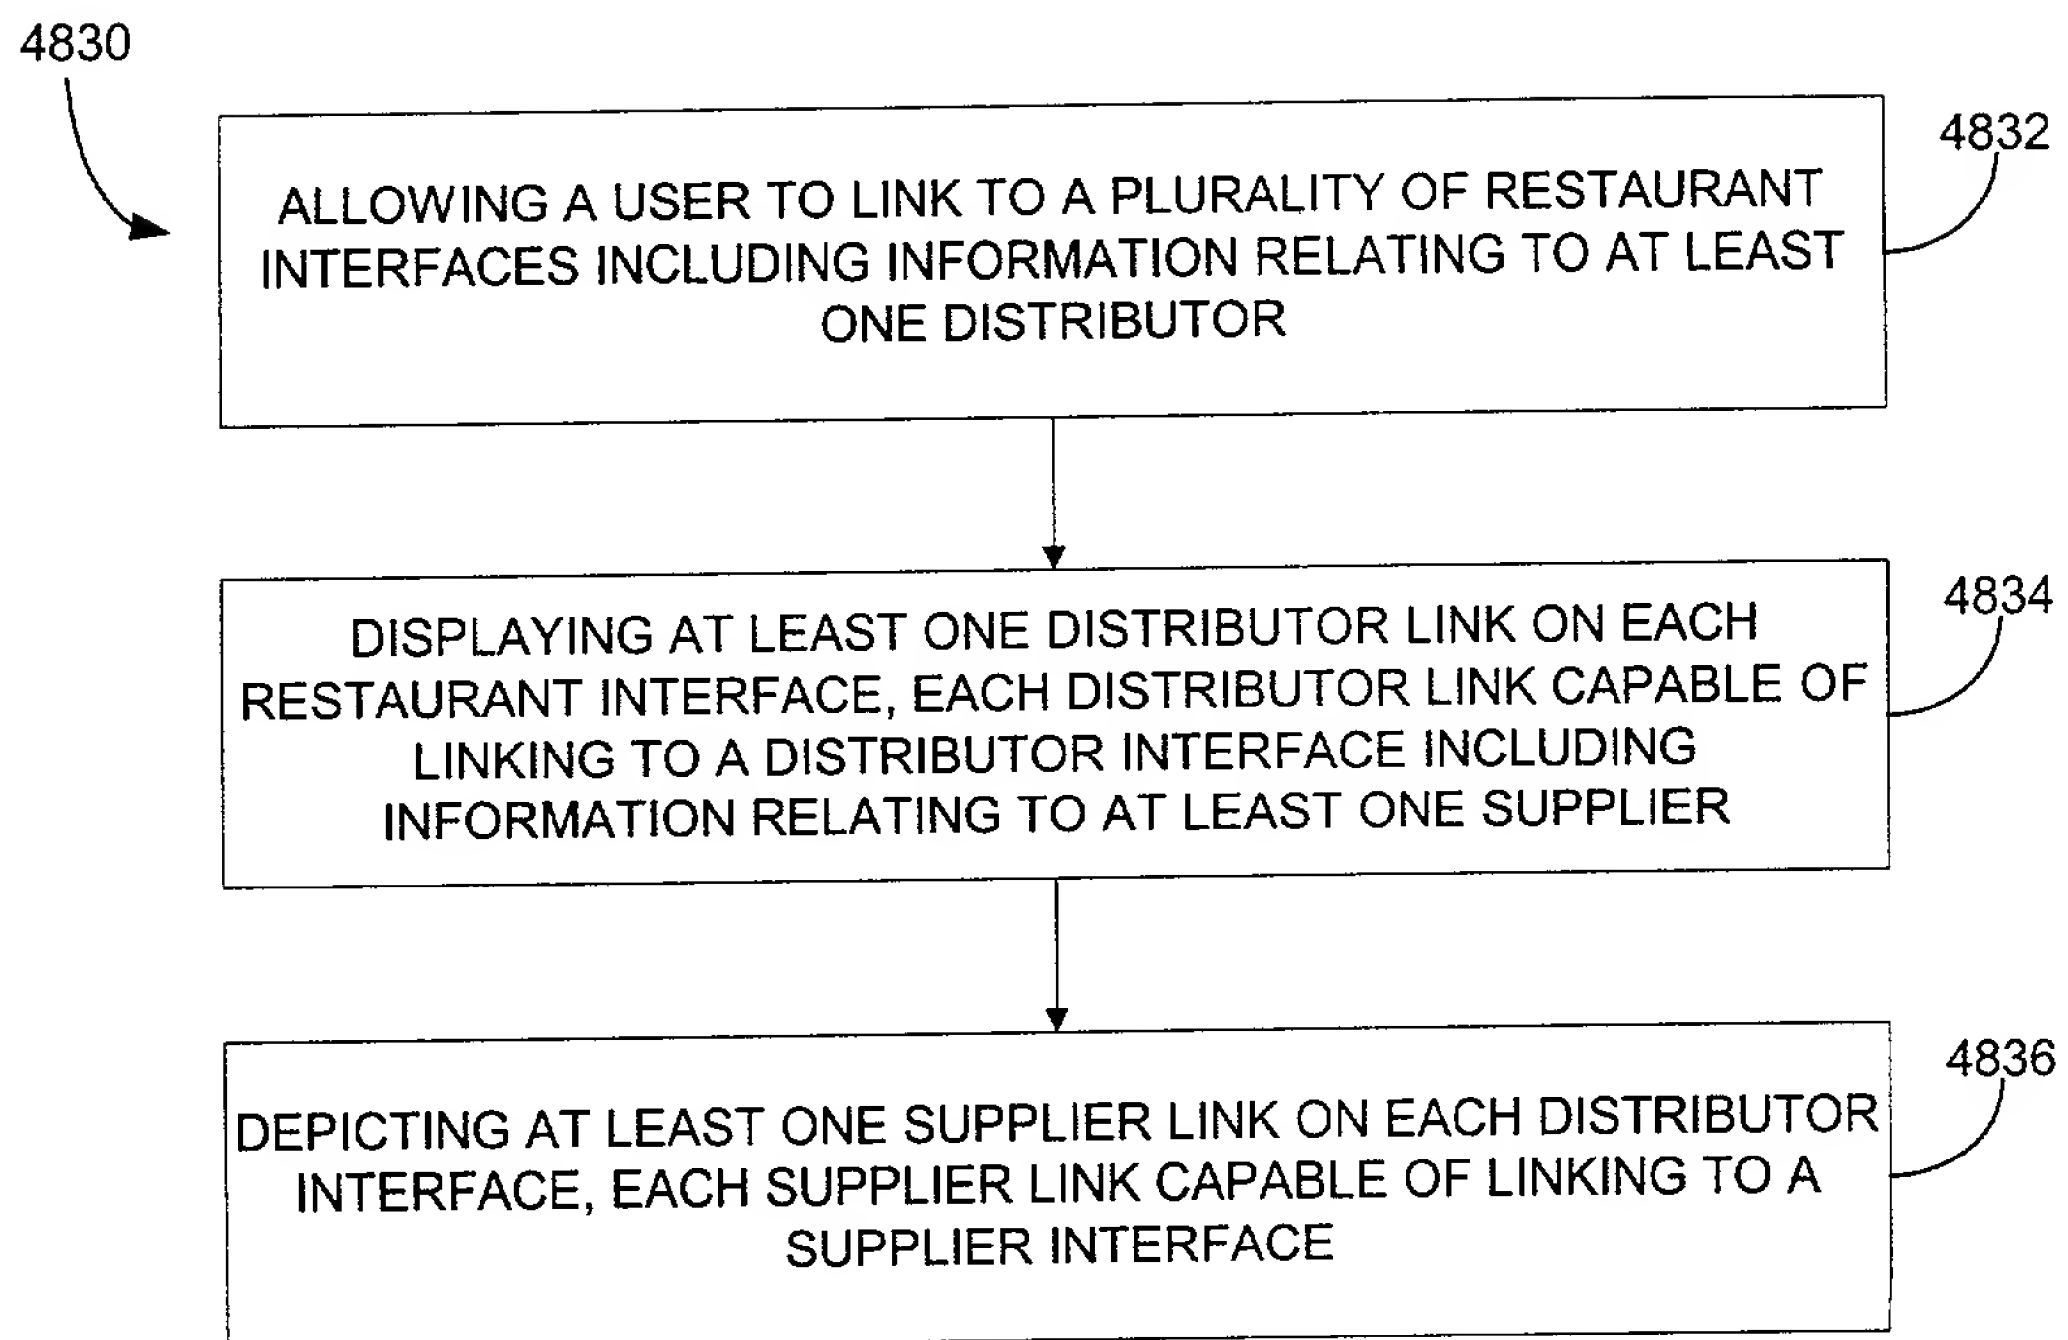 4830
4832
ALLOWING A USER TO LINK TO A PLURALITY OF RESTAURANT
INTERFACES INCLUDING INFORMATION RELATING TO AT LEAST
ONE DISTRIBUTOR
4834
DISPLAYING AT LEAST ONE DISTRIBUTOR LINK ON EACH
RESTAURANT INTERFACE, EACH DISTRIBUTOR LINK CAPABLE OF
LINKING TO A DISTRIBUTOR INTERFACE INCLUDING
INFORMATION RELATING TO AT LEAST ONE SUPPLIER
4836
DEPICTING AT LEAST ONE SUPPLIER LINK ON EACH DISTRIBUTOR
INTERFACE, EACH SUPPLIER LINK CAPABLE OF LINKING TO A
SUPPLIER INTERFACE